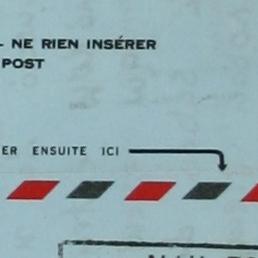 - NE RIEN INSÉRER
POST
ER ENSUITE ICI